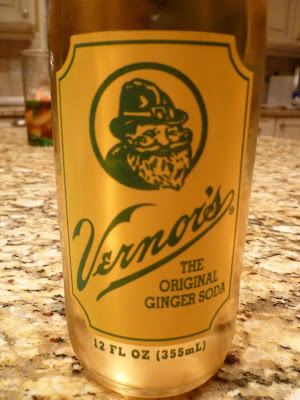 Vernor's®
THE
ORIGINAL
GINGER SODA
12 FL OZ (355mL)